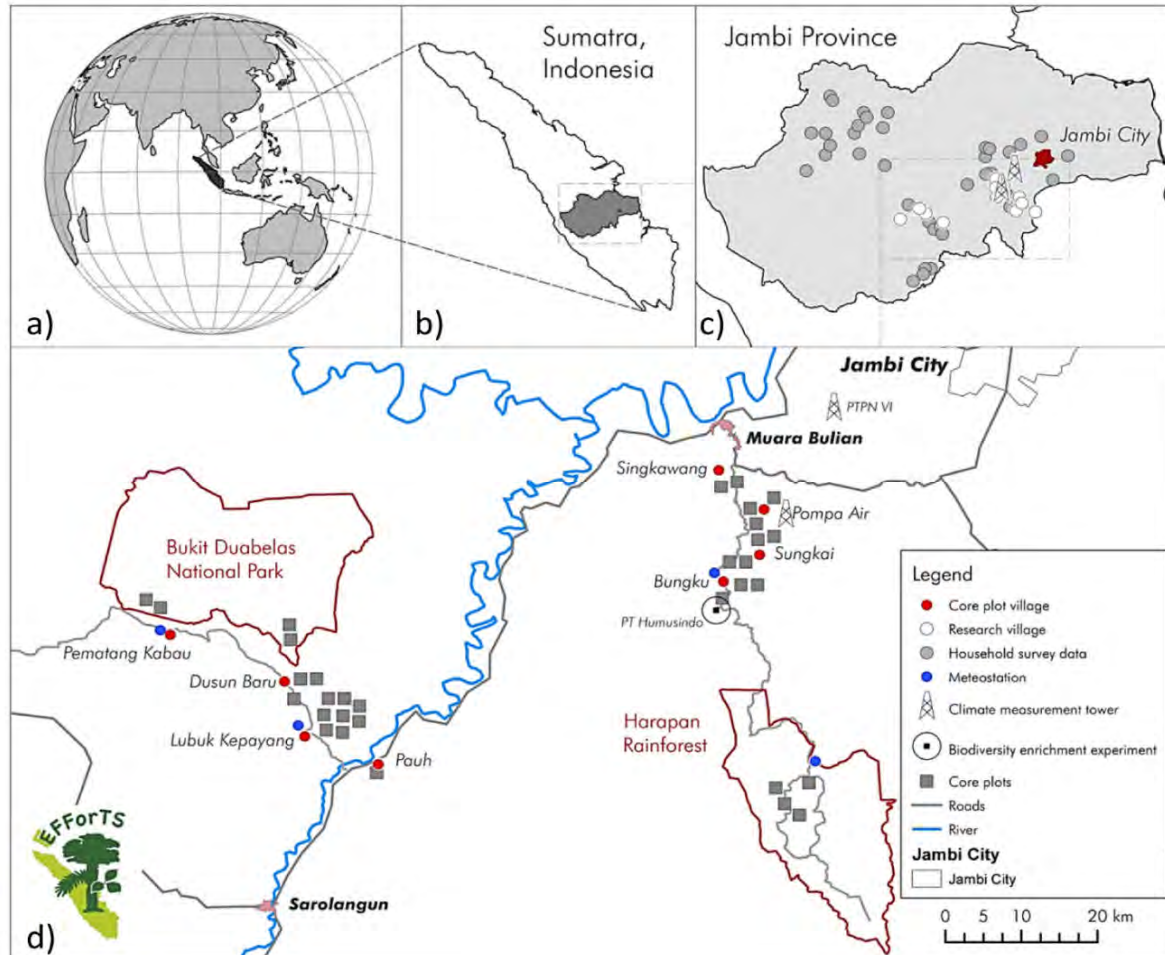 a)
Sumatra,
Indonesia
b)
Jambi Province
Jambi City
c)
Jambi City
PTPN VI
Muara Bulian
Singkawang
Pompa Air
Sungkai
Bungku
PT Humusindo
Bukit Duabelas
National Park
Pematang Kabau
Dusun Baru
Lubuk Kepayang
Pauh
Harapan
Rainforest
Sarolangun
EFForTS
d)
Legend
Core plot village
Research village
Household survey data
Meteostation
Climate measurement tower
Biodiversity enrichment experiment
Core plots
Roads
River
Jambi City
Jambi City
0 5 10 20 km